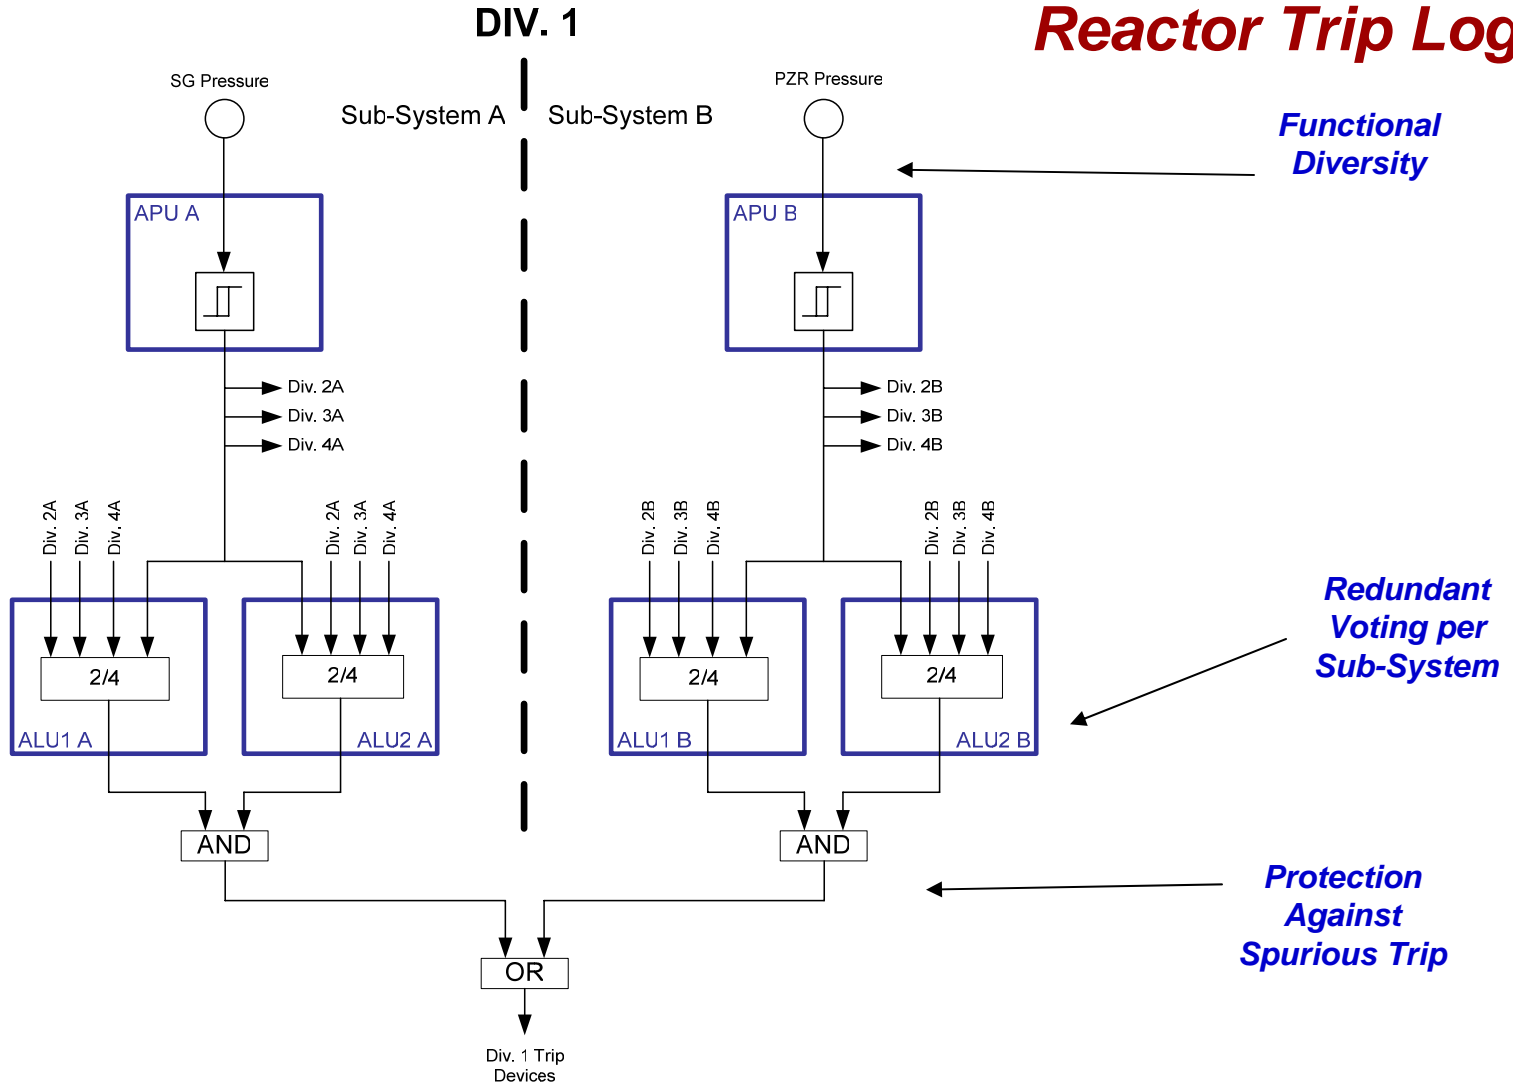 DIV. 1
Reactor Trip Log
SG Pressure
PZR Pressure
Sub-System A
Sub-System B
Functional
Diversity
APU A
APU B
Div. 2A
Div. 3A
Div. 4A
Div. 2B
Div. 3B
Div. 4B
Div. 2A
Div. 3A
Div. 4A
Div. 2A
Div. 3A
Div. 4A
Div. 2B
Div. 3B
Div. 4B
Div. 2B
Div. 3B
Div. 4B
Redundant
Voting per
Sub-System
2/4
2/4
2/4
2/4
ALU1 A
ALU2 A
ALU1 B
ALU2 B
AND
AND
Protection
Against
Spurious Trip
OR
Div. 1 Trip
Devices